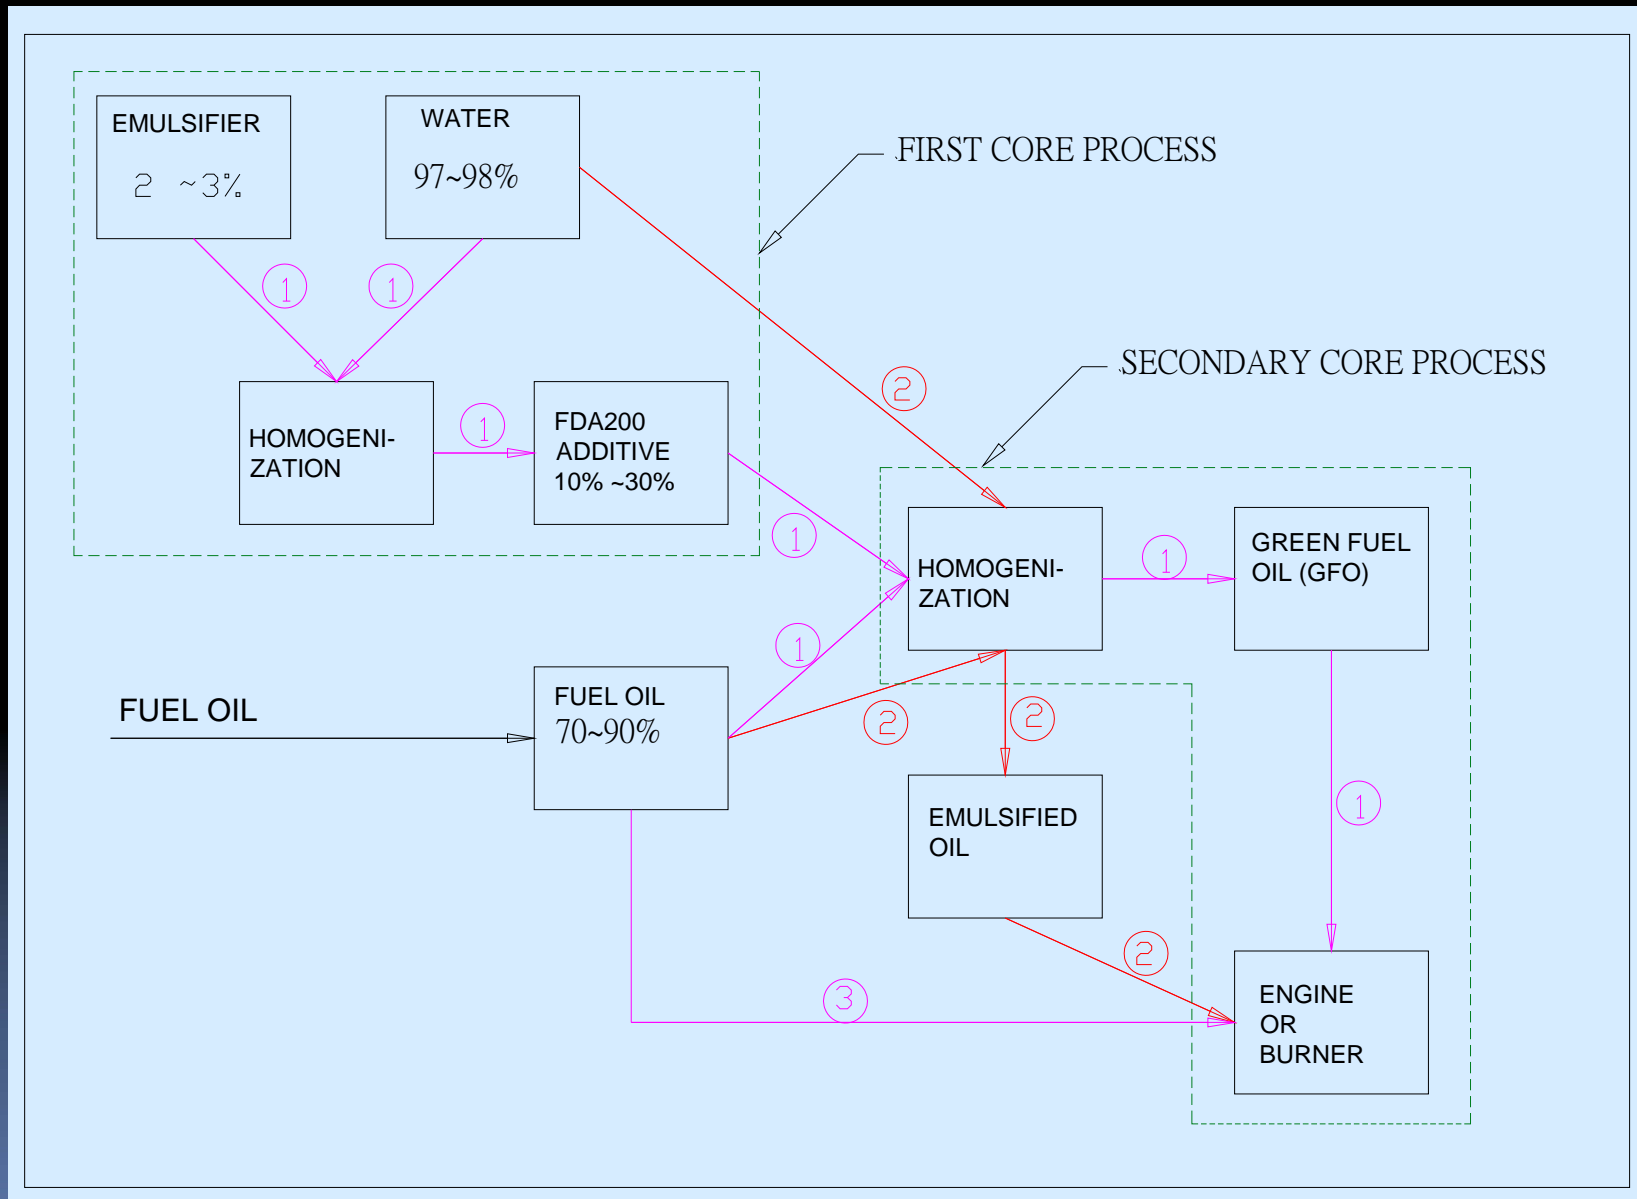 EMULSIFIER
2 ~3%
WATER
97~98%
FIRST CORE PROCESS
1
1
SECONDARY CORE PROCESS
2
HOMOGENI-
ZATION
1
FDA200
ADDITIVE
10% ~30%
1
HOMOGENI-
ZATION
1
GREEN FUEL
OIL (GFO)
1
FUEL OIL
FUEL OIL
70~90%
2
2
EMULSIFIED
OIL
1
2
3
ENGINE
OR
BURNER